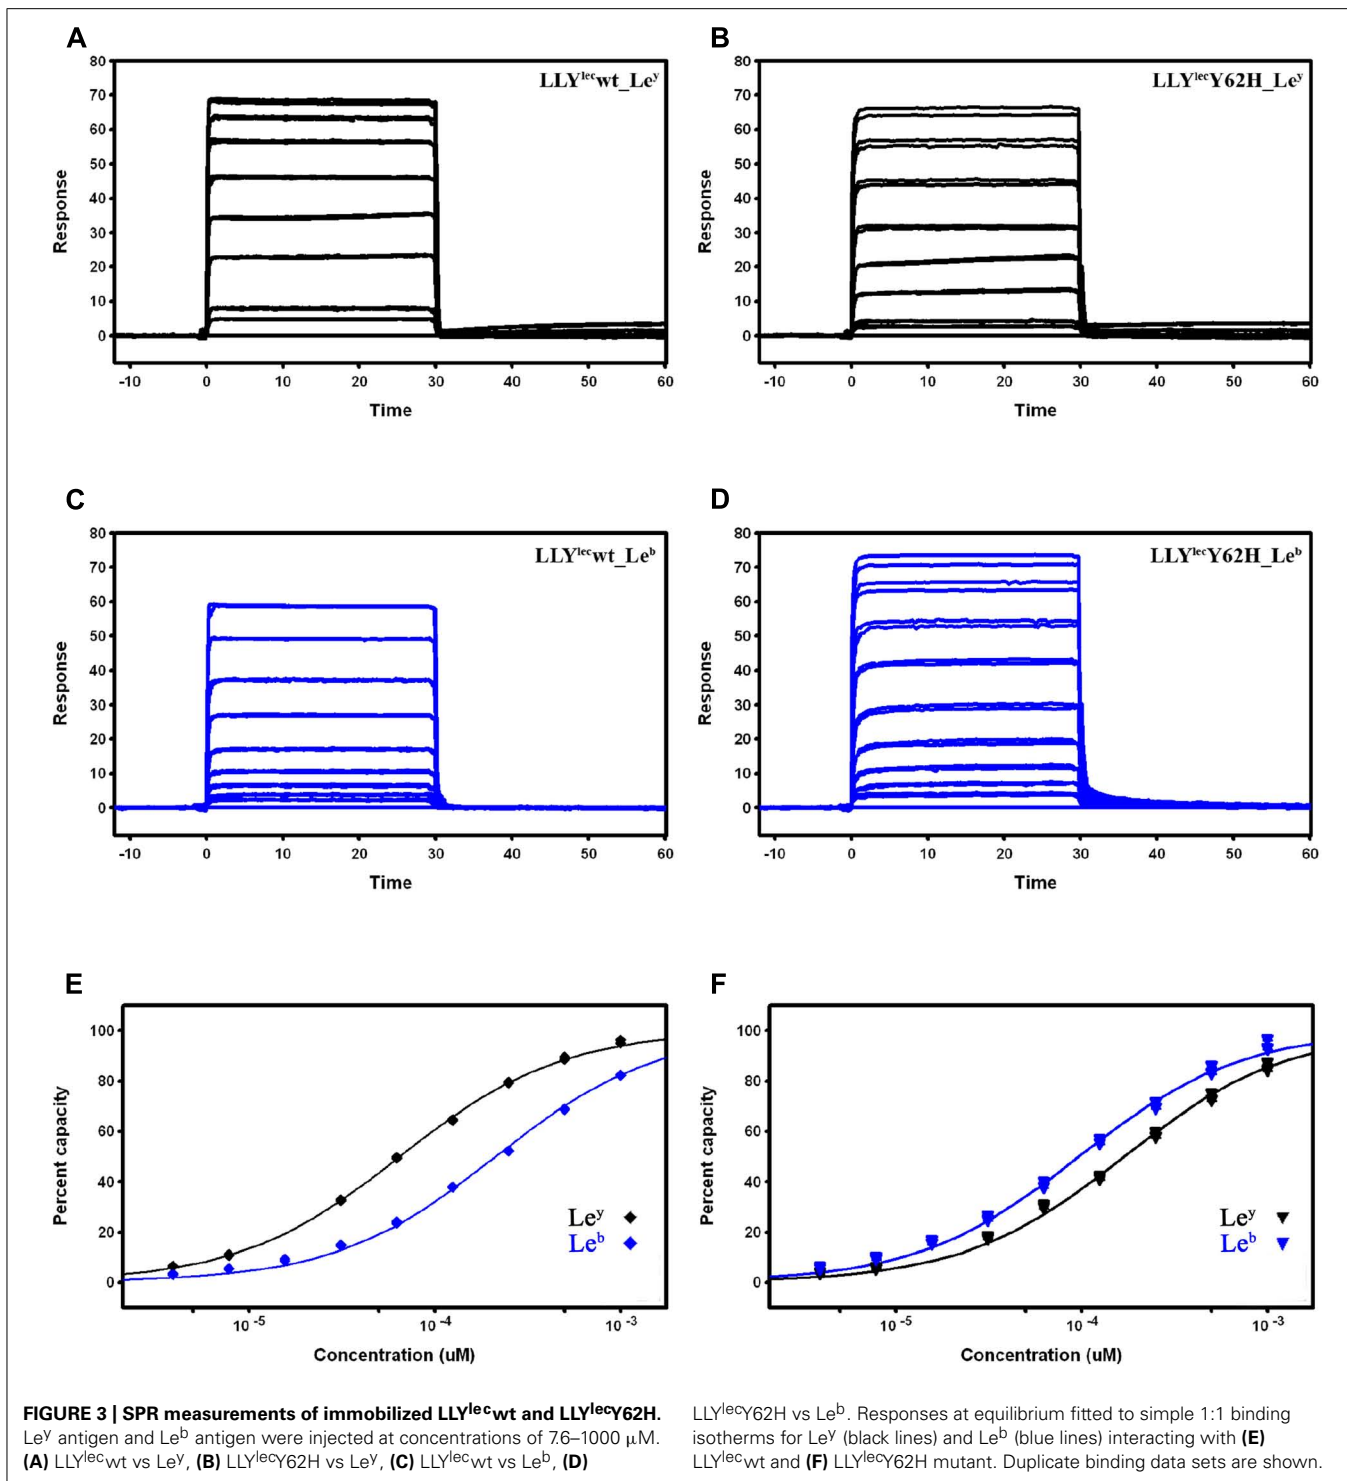 A
LLYˡᵉᶜwt_Leʸ
80
70
60
50
40
30
20
10
0
Response
-10 0 10 20 30 40 50 60
Time
B
LLYˡᵉᶜY62H_Leʸ
80
70
60
50
40
30
20
10
0
Response
-10 0 10 20 30 40 50 60
Time
C
LLYˡᵉᶜwt_Leᵇ
80
70
60
50
40
30
20
10
0
Response
-10 0 10 20 30 40 50 60
Time
D
LLYˡᵉᶜY62H_Leᵇ
80
70
60
50
40
30
20
10
0
Response
-10 0 10 20 30 40 50 60
Time
E
100
80
60
40
20
0
Percent capacity
Leʸ
Leᵇ
10⁻⁵ 10⁻⁴ 10⁻³
Concentration (uM)
F
100
80
60
40
20
0
Percent capacity
Leʸ
Leᵇ
10⁻⁵ 10⁻⁴ 10⁻³
Concentration (uM)
FIGURE 3 | SPR measurements of immobilized LLYˡᵉᶜwt and LLYˡᵉᶜY62H.
Leʸ antigen and Leᵇ antigen were injected at concentrations of 7.6–1000 μM.
(A) LLYˡᵉᶜwt vs Leʸ, (B) LLYˡᵉᶜY62H vs Leʸ, (C) LLYˡᵉᶜwt vs Leᵇ, (D)
LLYˡᵉᶜY62H vs Leᵇ. Responses at equilibrium fitted to simple 1:1 binding
isotherms for Leʸ (black lines) and Leᵇ (blue lines) interacting with (E)
LLYˡᵉᶜwt and (F) LLYˡᵉᶜY62H mutant. Duplicate binding data sets are shown.